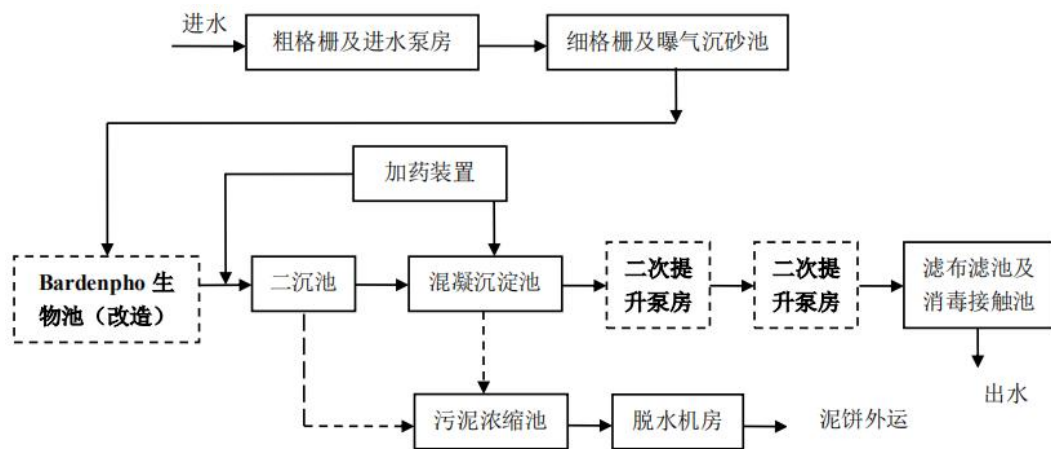 进水
粗格栅及进水泵房
细格栅及曝气沉砂池
加药装置
Bardenpho 生
物池（改造）
二沉池
混凝沉淀池
二次提
升泵房
二次提
升泵房
滤布滤池及
消毒接触池
出水
污泥浓缩池
脱水机房
泥饼外运